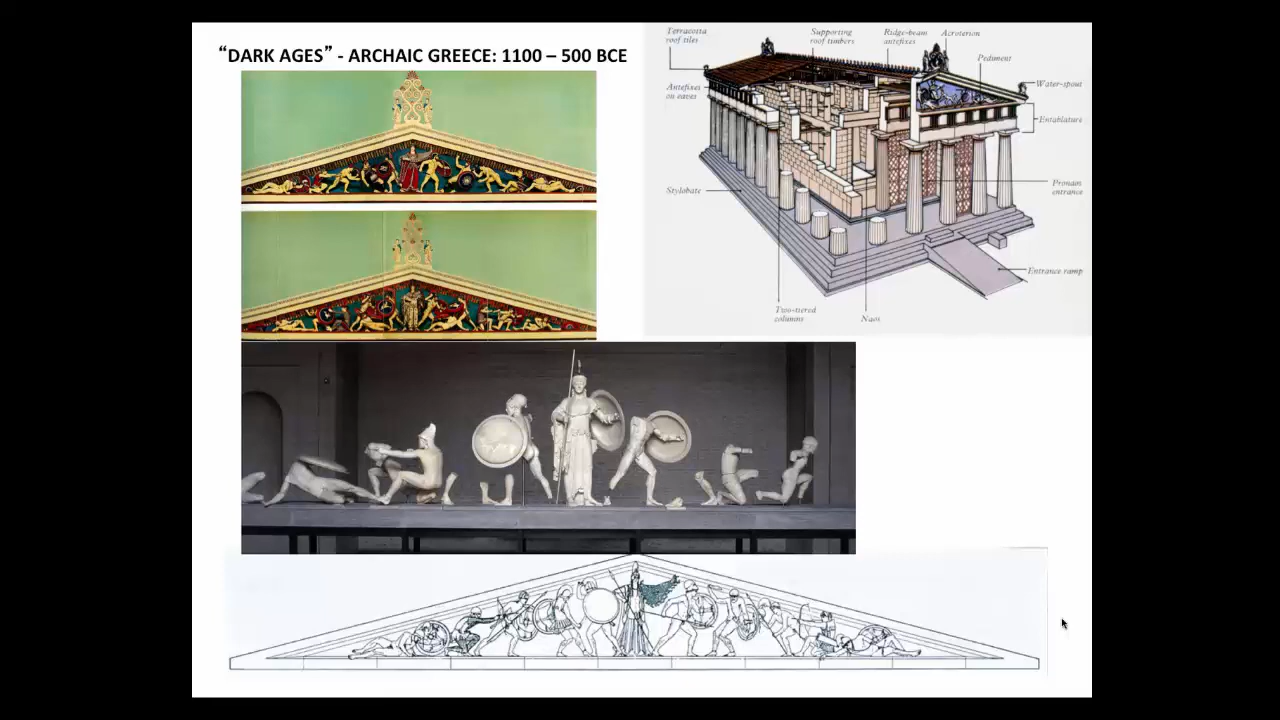 “DARK AGES” - ARCHAIC GREECE: 1100 – 500 BCE
Terracotta
roof tiles
Supporting
roof timbers
Ridge-beam
antefixes
Acroterion
Pediment
Antefixes
on eaves
Water-spout
Entablature
Stylobate
Pronaos
entrance
Entrance ramp
Two-tiered
columns
Naos